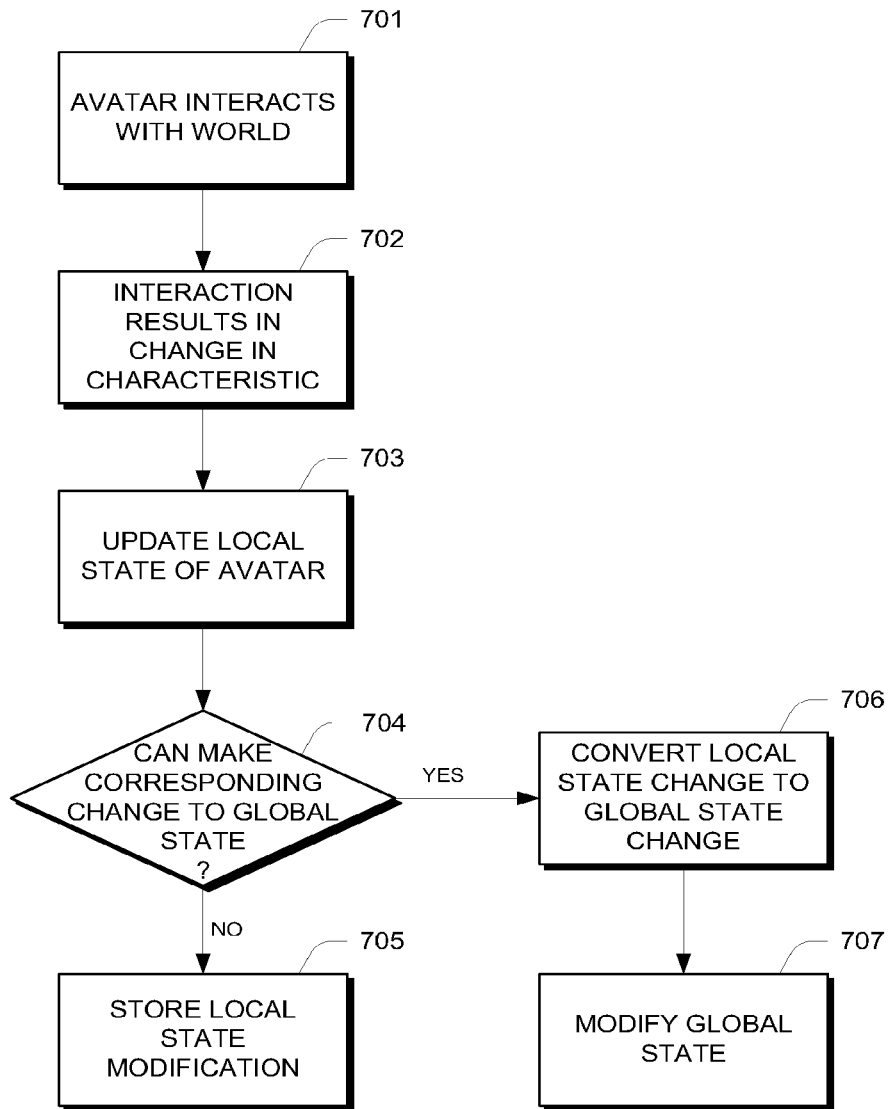 701
AVATAR INTERACTS
WITH WORLD
702
INTERACTION
RESULTS IN
CHANGE IN
CHARACTERISTIC
703
UPDATE LOCAL
STATE OF AVATAR
704
CAN MAKE
CORRESPONDING
CHANGE TO GLOBAL
STATE
?
YES
706
CONVERT LOCAL
STATE CHANGE TO
GLOBAL STATE
CHANGE
NO
705
STORE LOCAL
STATE
MODIFICATION
707
MODIFY GLOBAL
STATE